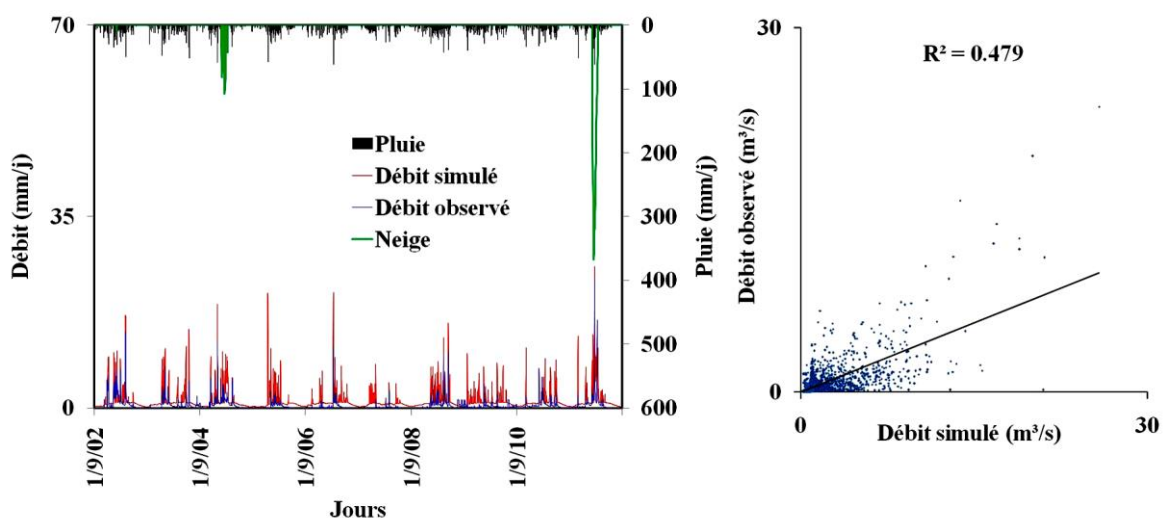 70
35
0
Débit (mm/j)
0
100
200
300
400
500
600
Pluie (mm/j)
Pluie
Débit simulé
Débit observé
Neige
1/9/02
1/9/04
1/9/06
1/9/08
1/9/10
Jours
30
0
Débit observé (m³/s)
R² = 0.479
0
30
Débit simulé (m³/s)